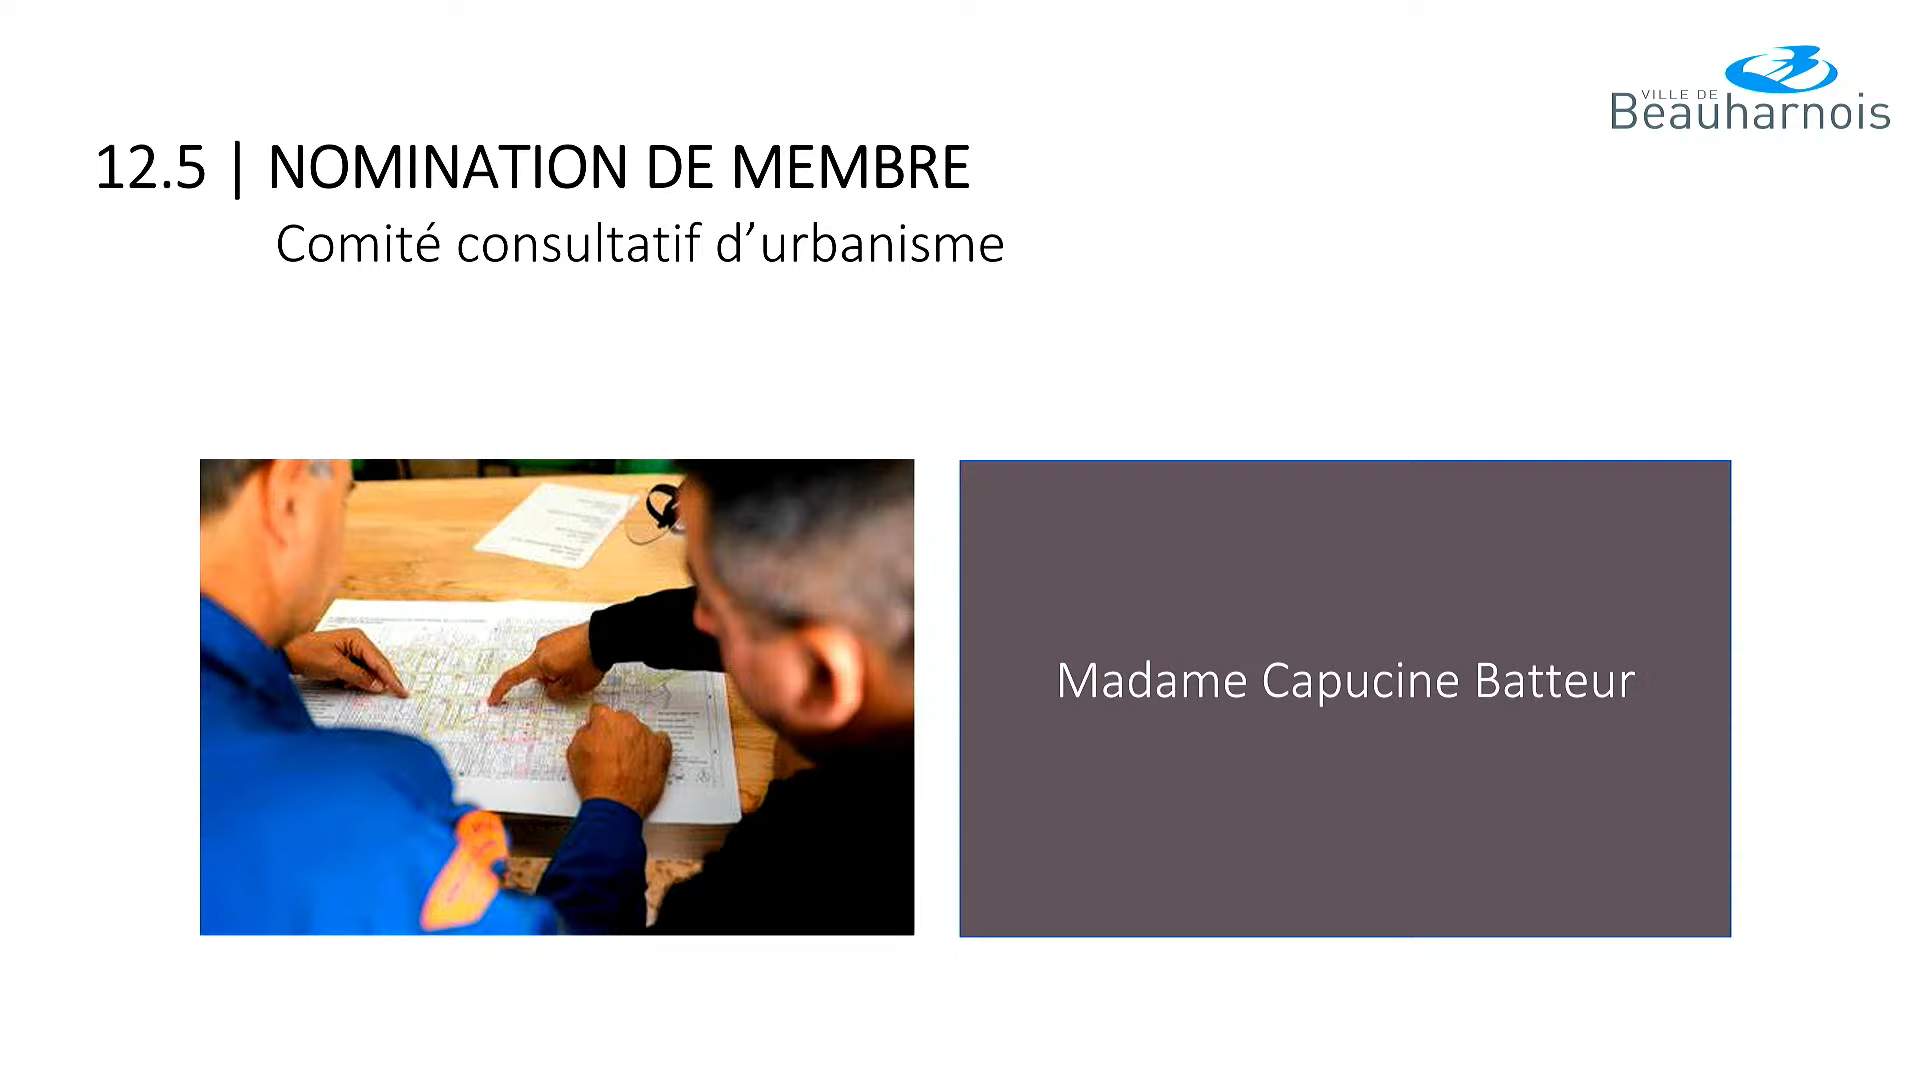 VILLE DE
Beauharnois
12.5 | NOMINATION DE MEMBRE
Comité consultatif d’urbanisme
Madame Capucine Batteur